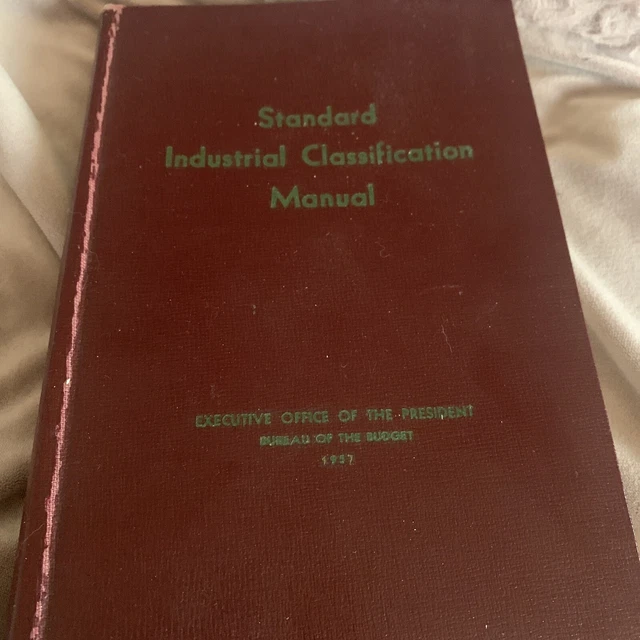 Standard
Industrial Classification
Manual
EXECUTIVE OFFICE OF THE PRESIDENT
BUREAU OF THE BUDGET
1957